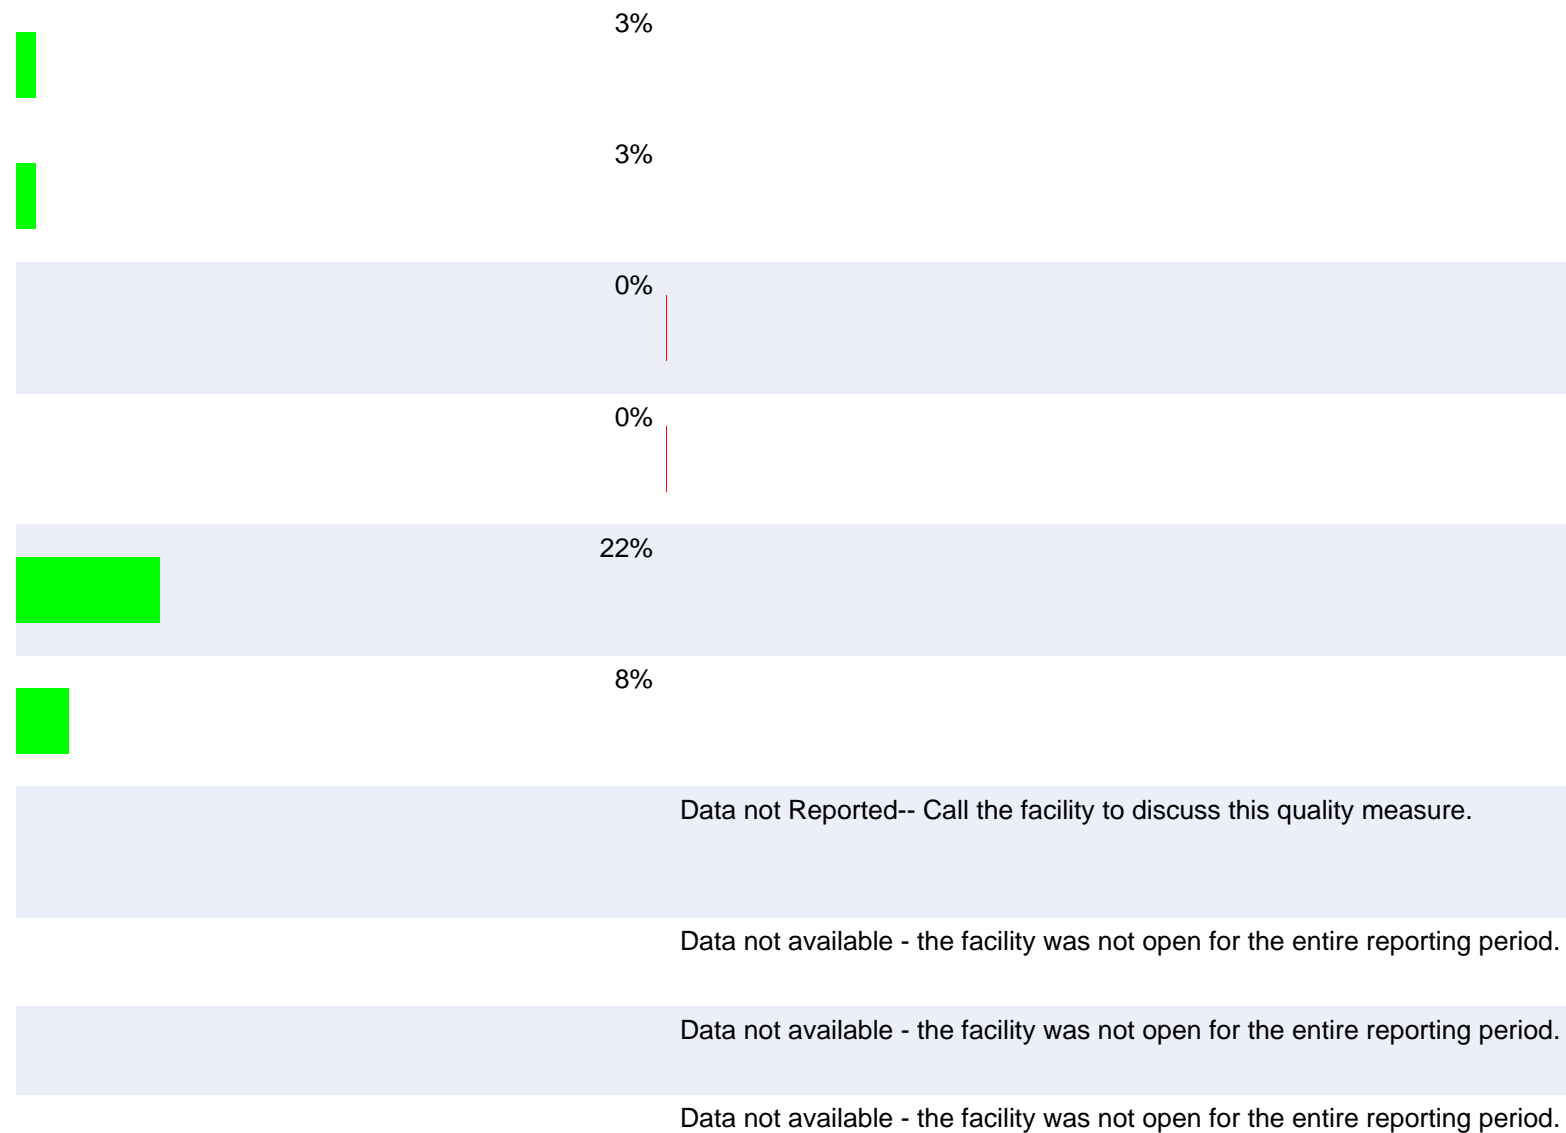 3%
3%
0%
0%
22%
8%
Data not Reported-- Call the facility to discuss this quality measure.
Data not available - the facility was not open for the entire reporting period.
Data not available - the facility was not open for the entire reporting period.
Data not available - the facility was not open for the entire reporting period.